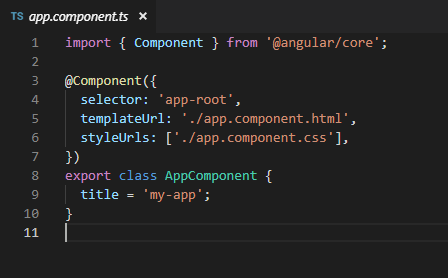 TS app.component.ts ×
1 import { Component } from '@angular/core';
2
3 @Component({
4   selector: 'app-root',
5   templateUrl: './app.component.html',
6   styleUrls: ['./app.component.css'],
7 })
8 export class AppComponent {
9   title = 'my-app';
10 }
11